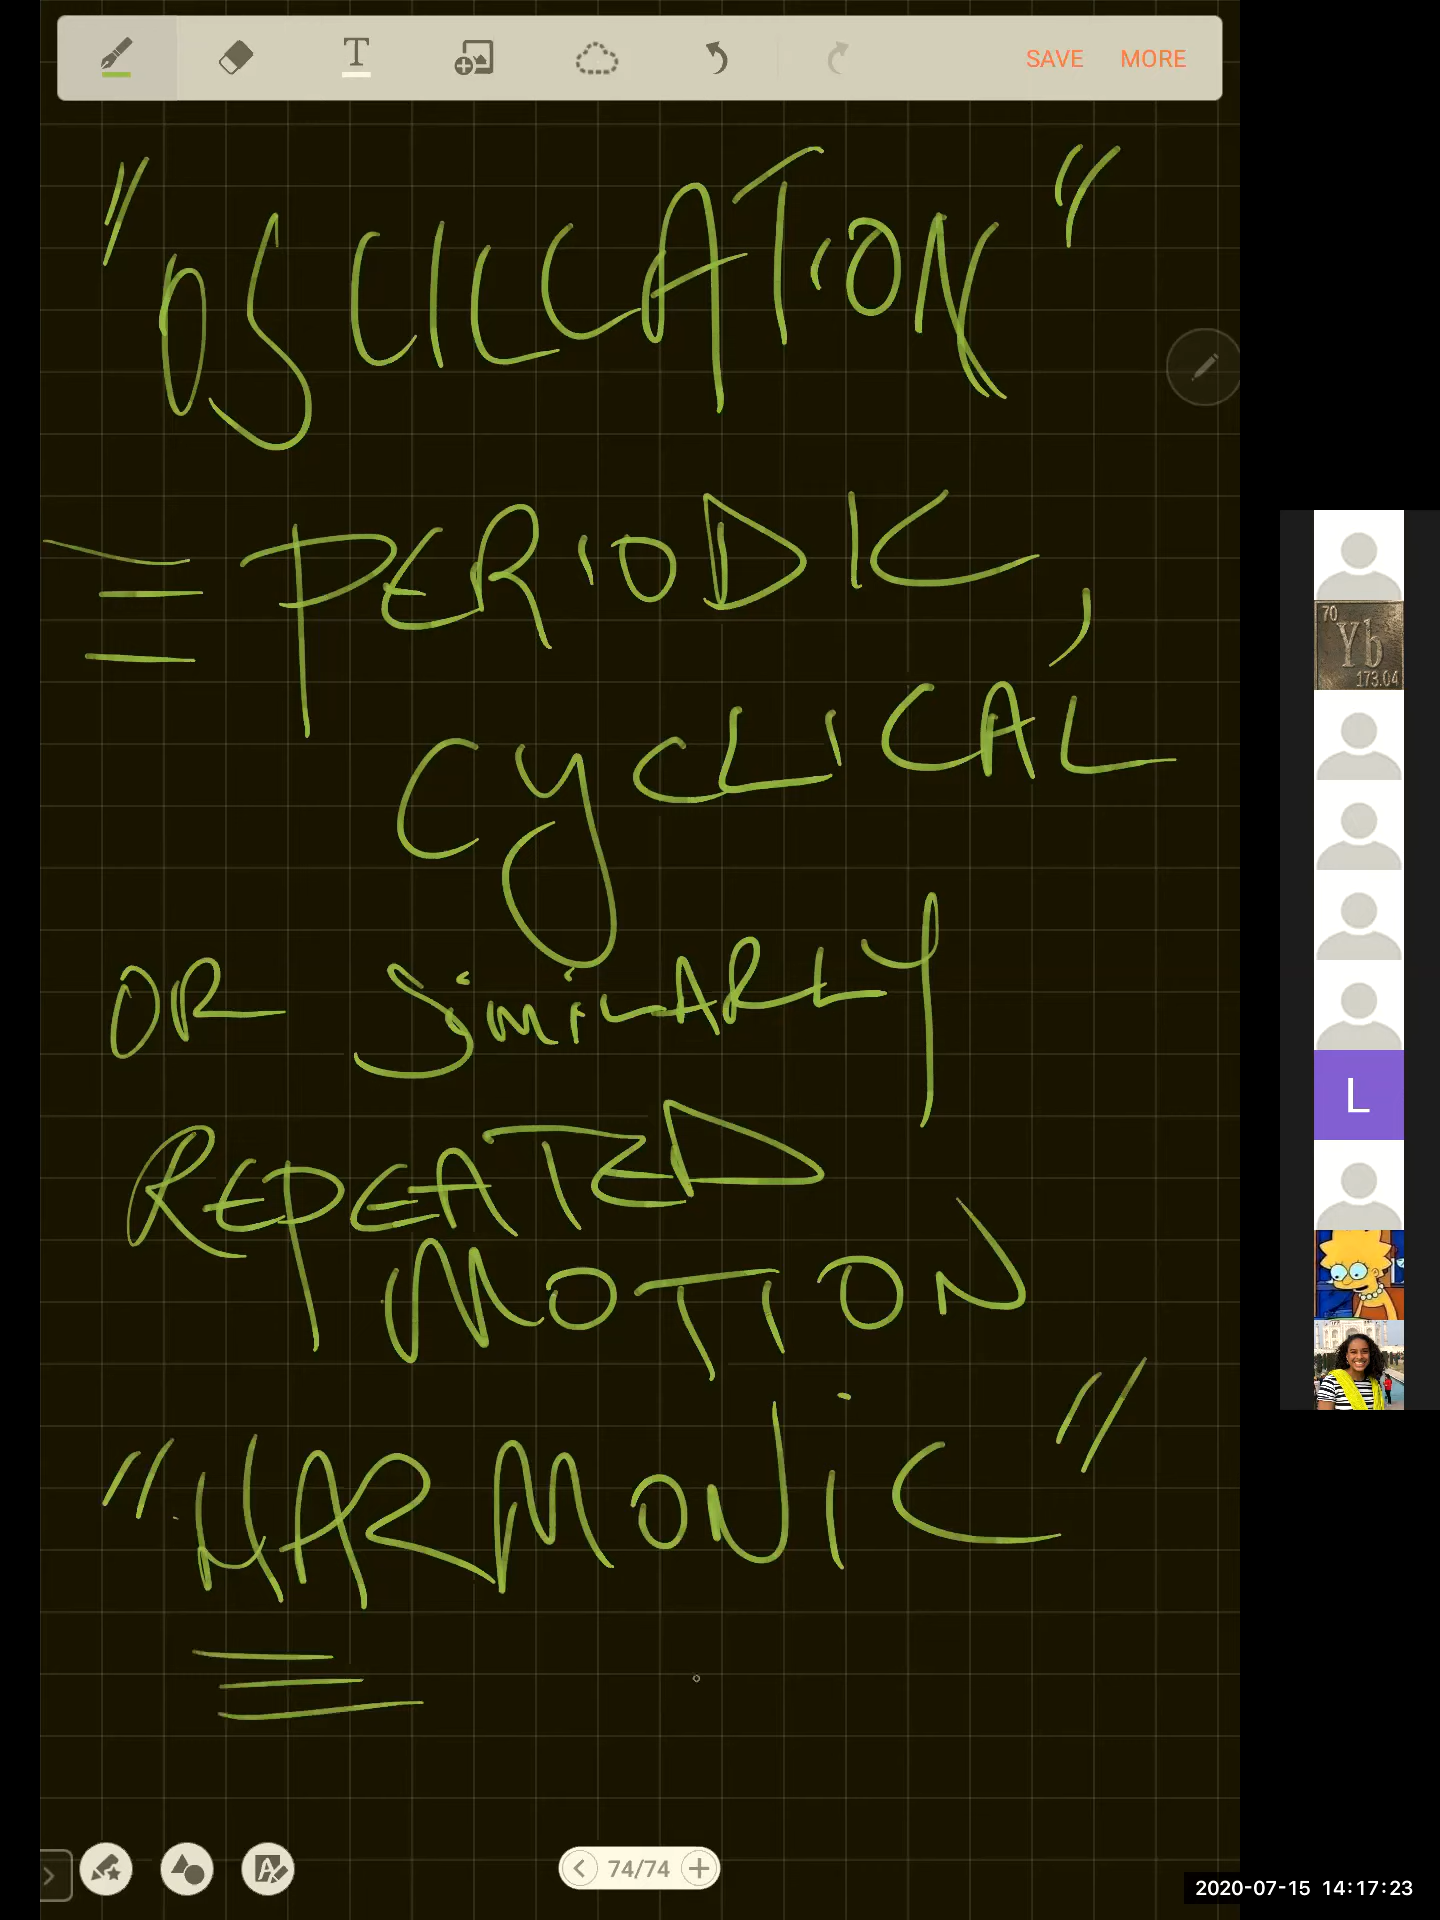 SAVE MORE
"OSCILLATION"
≡ PERIODIC,
CYCLICAL
OR SIMILARLY
REPEATED
MOTION
"HARMONIC"
70
Yb
173.04
L
74/74
2020-07-15 14:17:23